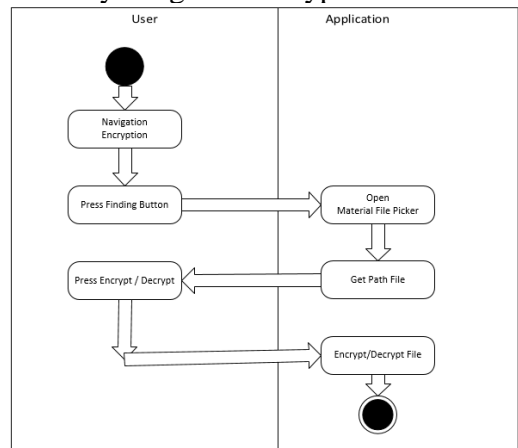 User
Application
Navigation
Encryption
Press Finding Button
Open
Material File Picker
Press Encrypt / Decrypt
Get Path File
Encrypt/Decrypt File